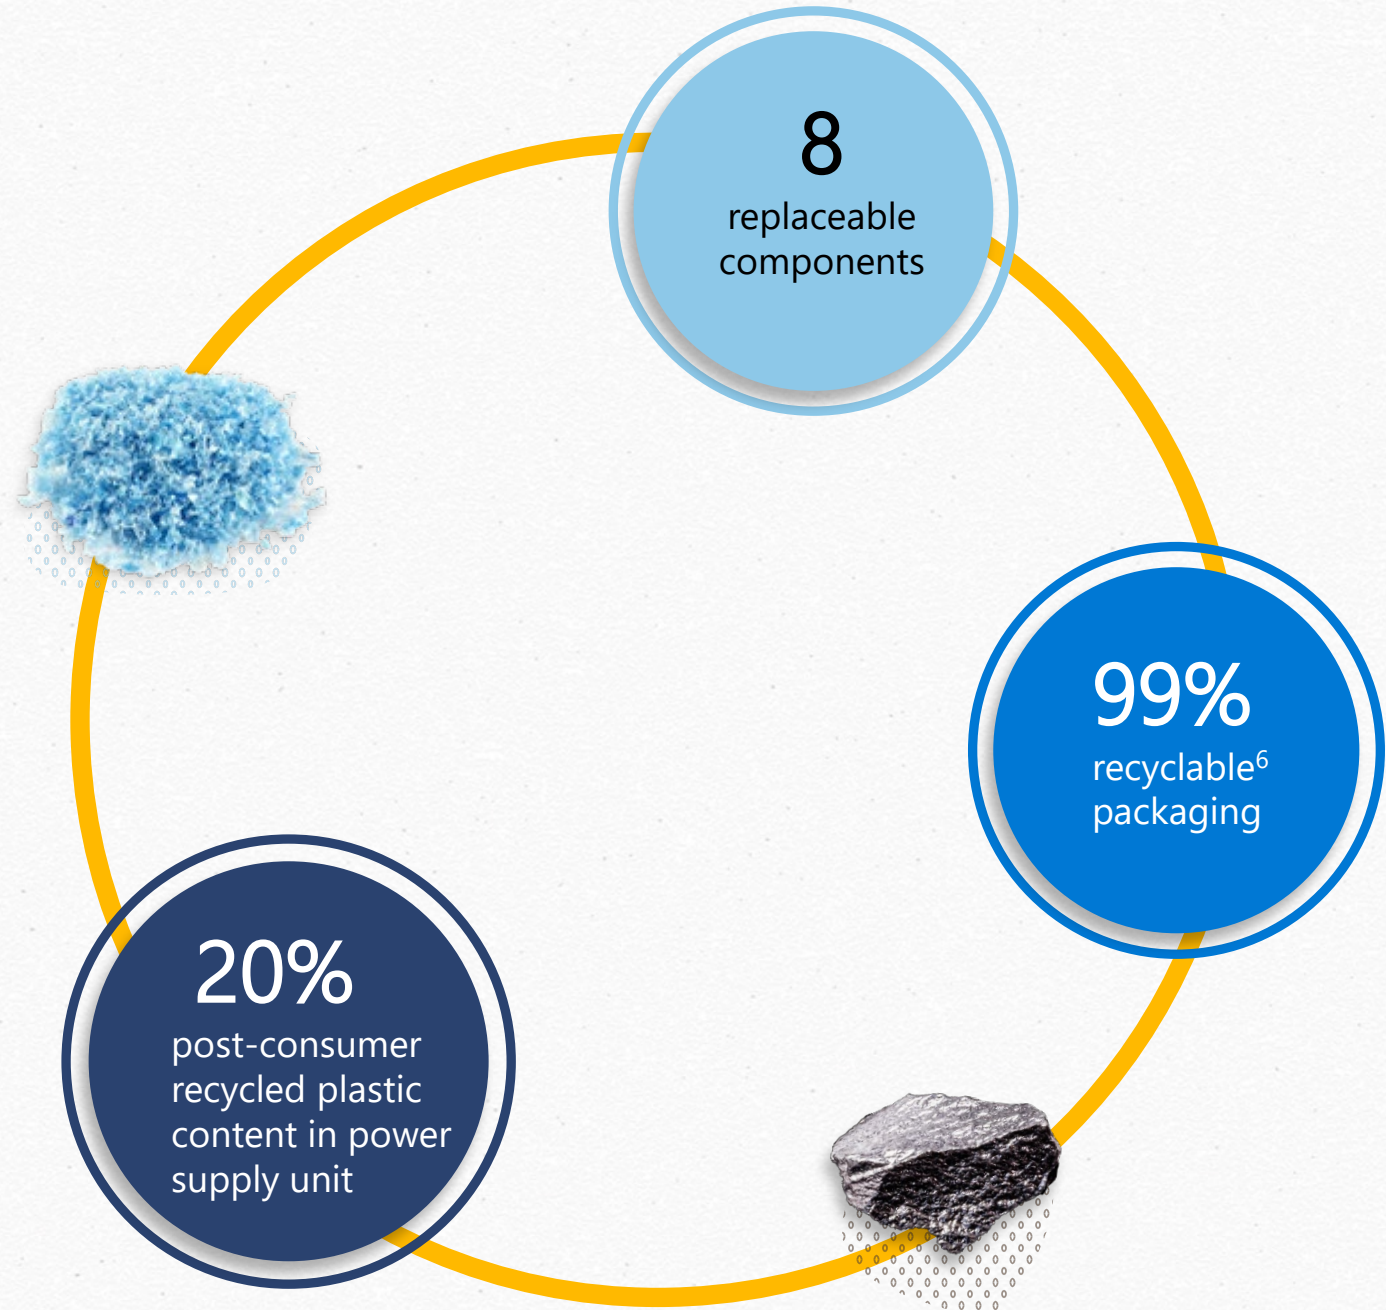 8
replaceable
components
99%
recyclable⁶
packaging
20%
post-consumer
recycled plastic
content in power
supply unit